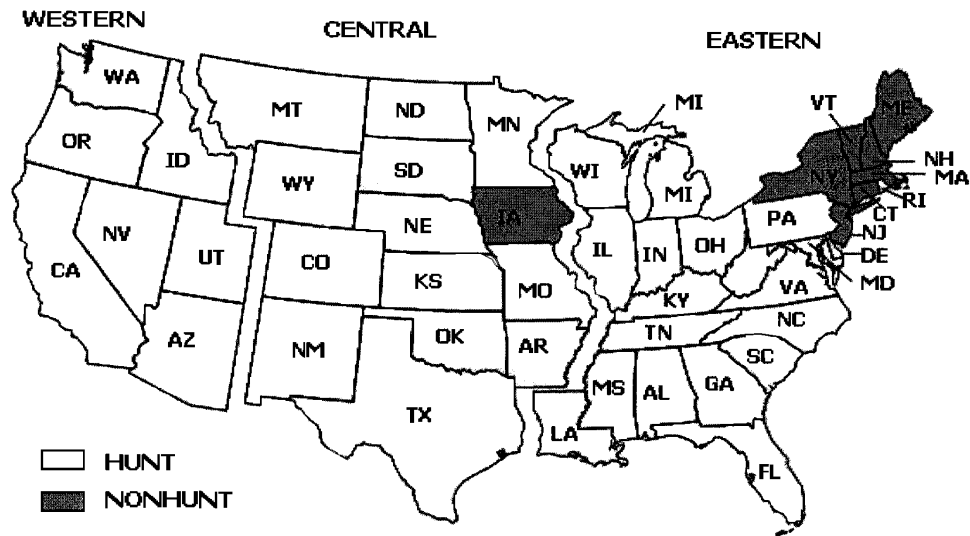 WESTERN
CENTRAL
EASTERN
WA
MT
ND
MN
MI
VT
ME
OR
ID
SD
WI
NH
MA
WY
MI
NY
RI
IA
CT
NV
NE
PA
NJ
UT
CO
IL
IN
OH
DE
CA
KS
MO
KY
VA
MD
AZ
NM
OK
AR
TN
NC
SC
TX
MS
AL
GA
LA
FL
HUNT
NONHUNT